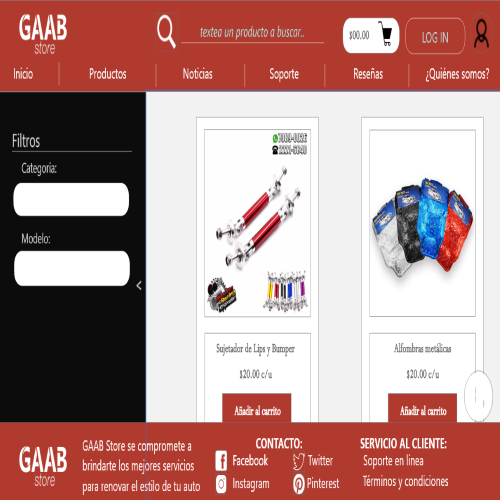 GAAB
store
textea un producto a buscar..
$00.00
LOG IN
Inicio
Productos
Noticias
Soporte
Reseñas
¿Quiénes somos?
Filtros
Categoria:
Modelo:
Sujetador de Lips y Bumper
$20.00 c/u
Añadir al carrito
Alfombras metálicas
$20.00 c/u
Añadir al carrito
GAAB
store
GAAB Store se compromete a
brindarte los mejores servicios
para renovar el estilo de tu auto
CONTACTO:
Facebook
Twitter
Instagram
Pinterest
SERVICIO AL CLIENTE:
Soporte en linea
Términos y condiciones